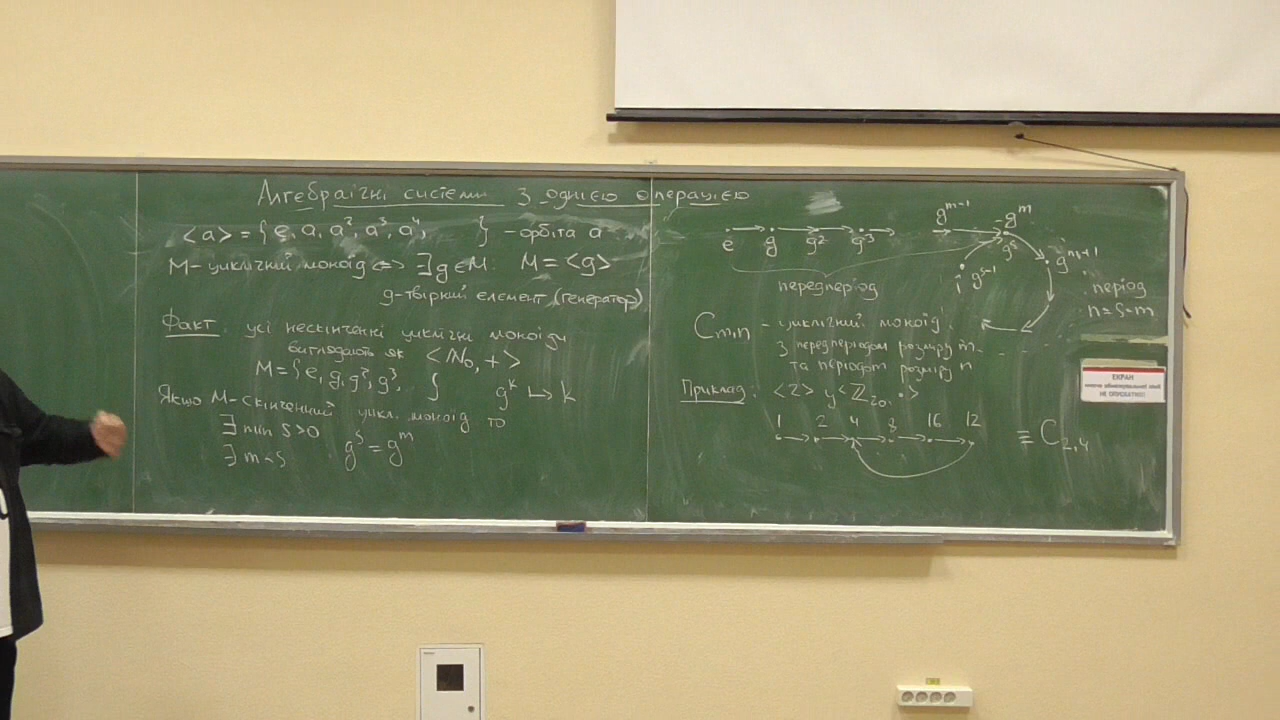 Алгебраїчні системи з однією операцією
<a> = {e, a, a², a³, a⁴, } - орбіта a
M - циклічний моноїд <=> ∃g∈M: M = <g>
g - твірний елемент (генератор)
Факт: усі нескінченні циклічні моноїди
виглядають як <ℕ₀, +>
M = {e, g, g², g³, } gᵏ ↦ k
Якщо M - скінченний цикл. моноїд то
∃ min s>0
∃ m<s gˢ = gᵐ
e g g² g³ gᵐ⁻¹ gᵐ
gˢ gᵐ⁺¹
gˢ⁻¹
передперіод
період
n = s-m
Cₘ,ₙ - циклічний моноїд
з передперіодом розміру m
та періодом розміру n
Приклад: <2> у <ℤ₂₀, •>
1 2 4 8 16 12
≡ C₂,₄
ЕКРАН
НЕ ОПУСКАТИ!